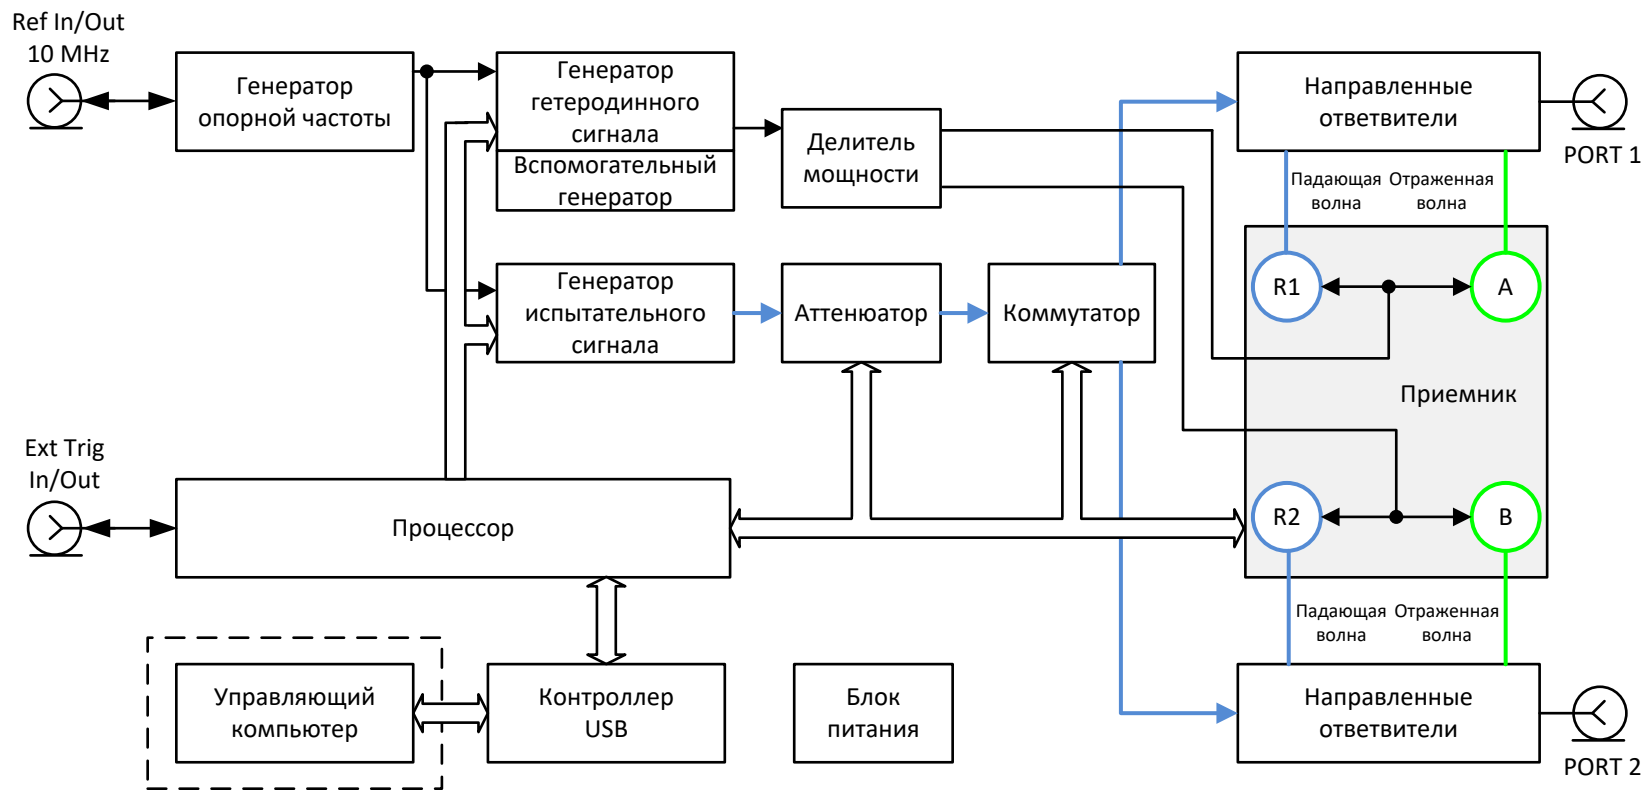 Ref In/Out
10 MHz
Генератор
опорной частоты
Генератор
гетеродинного
сигнала
Вспомогательный
генератор
Делитель
мощности
Направленные
ответвители
PORT 1
Падающая
волна
Отраженная
волна
Генератор
испытательного
сигнала
Аттенюатор
Коммутатор
R1
A
Приемник
Ext Trig
In/Out
Процессор
R2
B
Падающая
волна
Отраженная
волна
Управляющий
компьютер
Контроллер
USB
Блок
питания
Направленные
ответвители
PORT 2